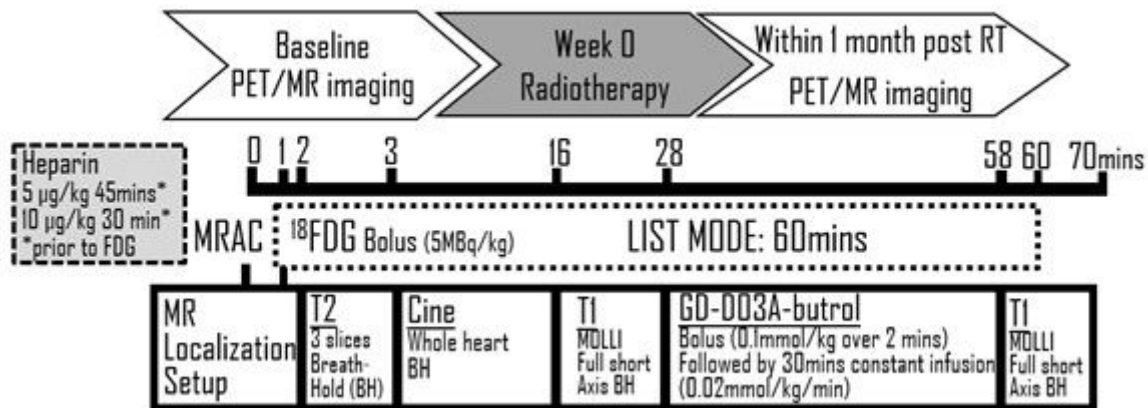 Baseline
PET/MR imaging
Week 0
Radiotherapy
Within 1 month post RT
PET/MR imaging
0 1 2 3 16 28 58 60 70mins
Heparin
5 µg/kg 45mins*
10 µg/kg 30 min*
*prior to FDG
MRAC
18FDG Bolus (5MBq/kg) LIST MODE: 60mins
MR
Localization
Setup
T2
3 slices
Breath-
Hold (BH)
Cine
Whole heart
BH
T1
MOLLI
Full short
Axis BH
GD-DO3A-butrol
Bolus (0.1mmol/kg over 2 mins)
Followed by 30mins constant infusion
(0.02mmol/kg/min)
T1
MOLLI
Full short
Axis BH